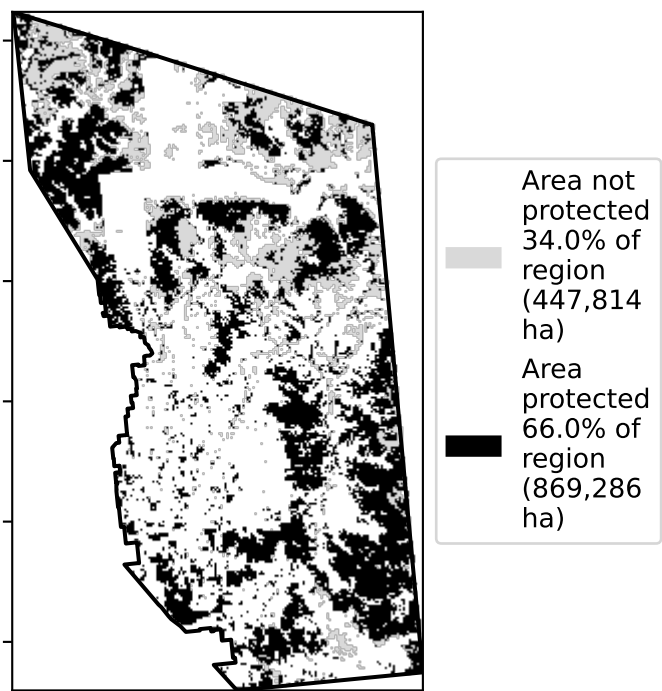 Area not
protected
34.0% of
region
(447,814
ha)
Area
protected
66.0% of
region
(869,286
ha)